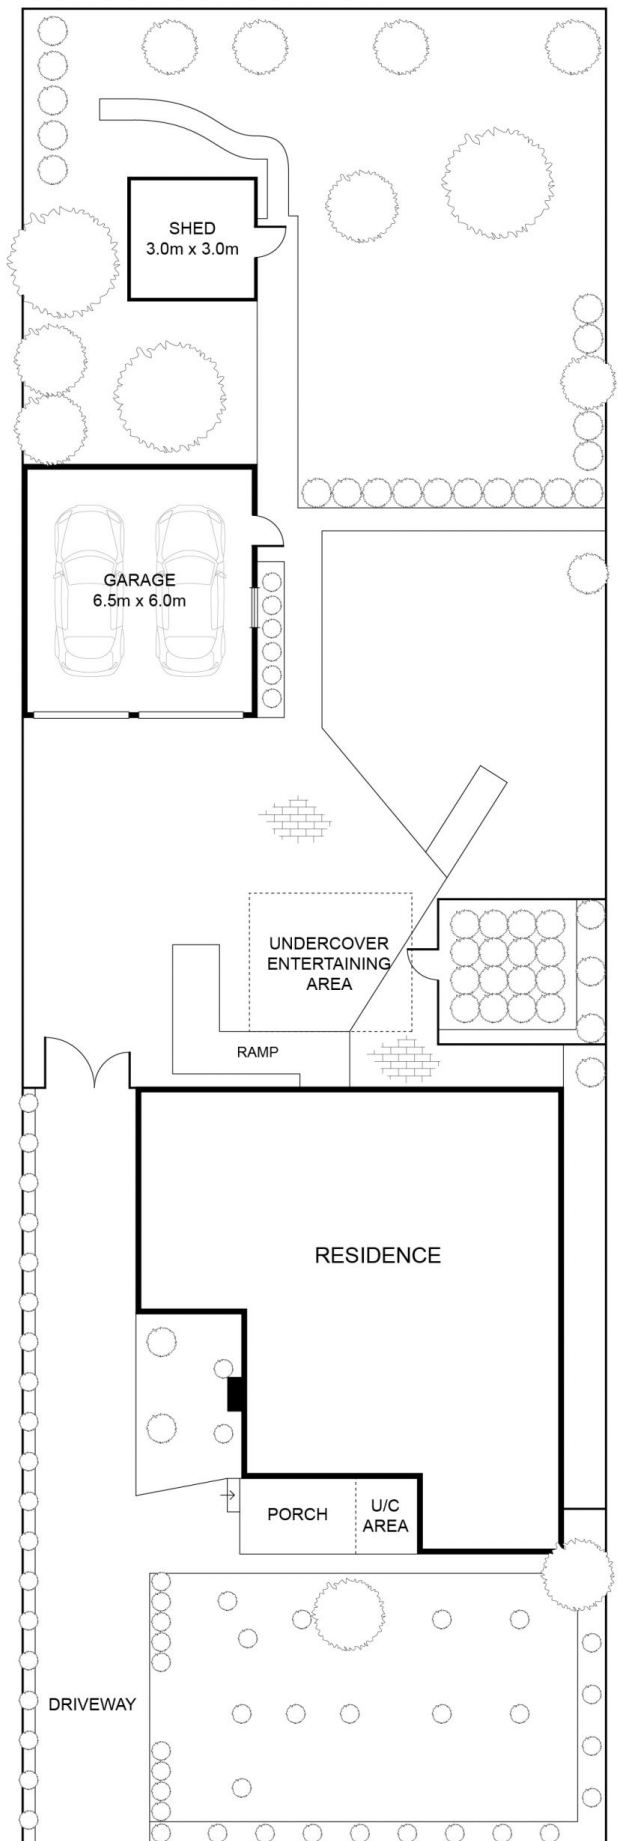 SHED
3.0m x 3.0m
GARAGE
6.5m x 6.0m
UNDERCOVER
ENTERTAINING
AREA
RAMP
RESIDENCE
PORCH
U/C
AREA
DRIVEWAY